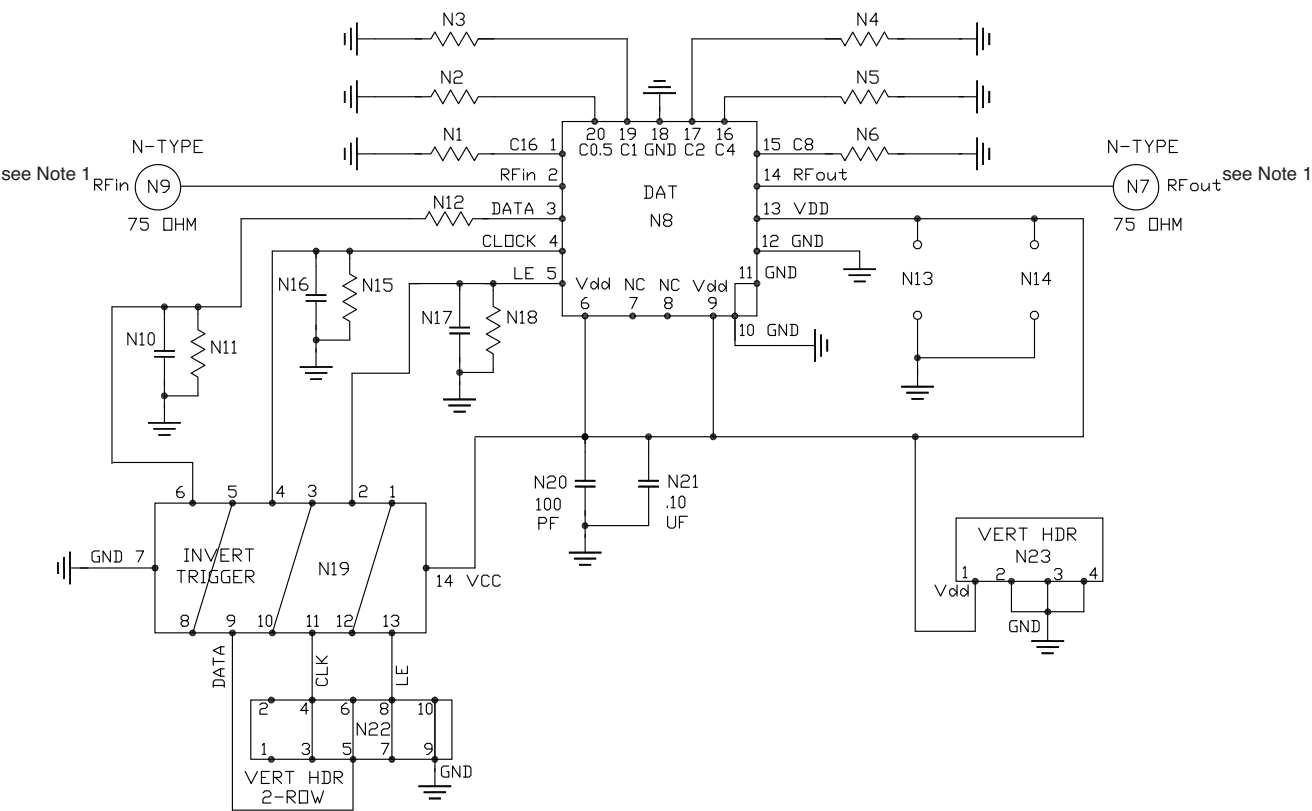 N3
N4
N2
N5
N1
N6
20 19 18 17 16
C0.5 C1 GND C2 C4
C16 1
15 C8
N-TYPE
N-TYPE
see Note 1
RFin
N9
RFin 2
14 RFout
N7
RFout
see Note 1
75 OHM
75 OHM
DAT
N8
N12
DATA 3
13 VDD
CLOCK 4
12 GND
LE 5
11 GND
Vdd NC NC Vdd
6 7 8 9
10 GND
N16
N15
N13
N14
N17
N18
N10
N11
N20
100
PF
N21
.10
UF
6 5 4 3 2 1
GND 7
INVERT
TRIGGER
N19
14 VCC
8 9 10 11 12 13
VERT HDR
N23
1 2 3 4
Vdd
GND
DATA
CLK
LE
2 4 6 8 10
N22
1 3 5 7 9
GND
VERT HDR
2-ROW